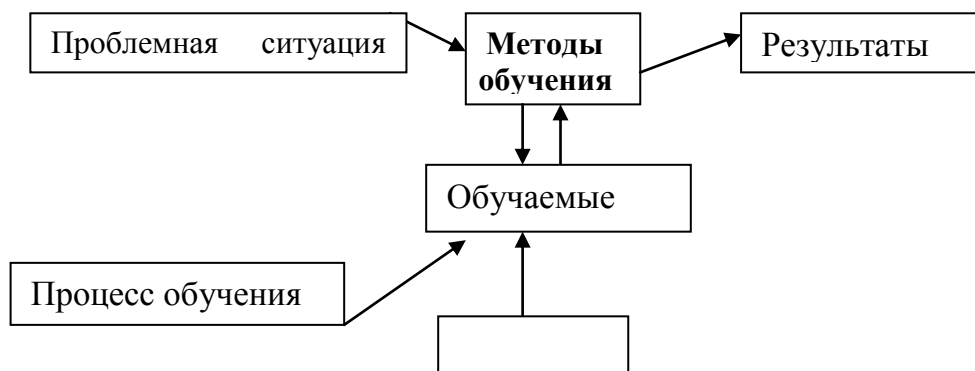 Проблемная ситуация
Методы
обучения
Результаты
Обучаемые
Процесс обучения